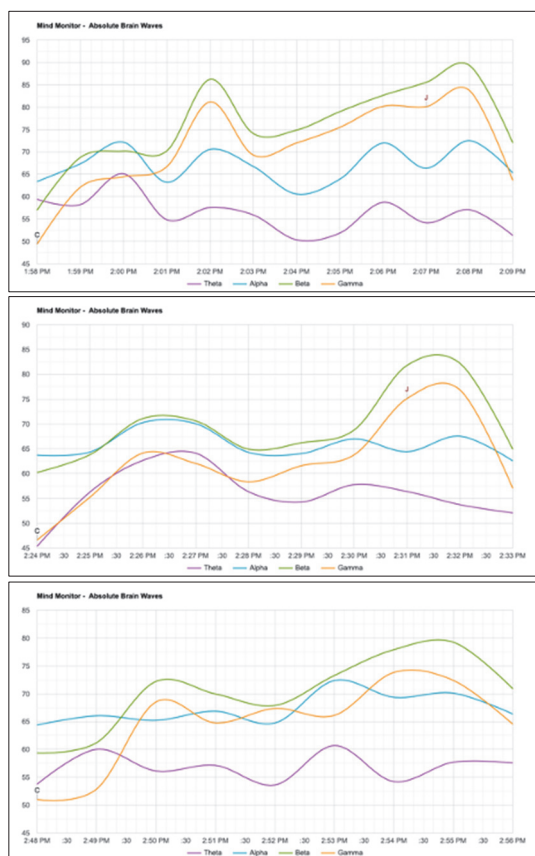 Mind Monitor - Absolute Brain Waves
95
90
85
80
75
70
65
60
55
50
45
J
C
1:58 PM 1:59 PM 2:00 PM 2:01 PM 2:02 PM 2:03 PM 2:04 PM 2:05 PM 2:06 PM 2:07 PM 2:08 PM 2:09 PM
Theta Alpha Beta Gamma
Mind Monitor - Absolute Brain Waves
90
85
80
75
70
65
60
55
50
45
J
C
2:24 PM :30 2:25 PM :30 2:26 PM :30 2:27 PM :30 2:28 PM :30 2:29 PM :30 2:30 PM :30 2:31 PM :30 2:32 PM :30 2:33 PM
Theta Alpha Beta Gamma
Mind Monitor - Absolute Brain Waves
85
80
75
70
65
60
55
50
45
C
2:48 PM :30 2:49 PM :30 2:50 PM :30 2:51 PM :30 2:52 PM :30 2:53 PM :30 2:54 PM :30 2:55 PM :30 2:56 PM
Theta Alpha Beta Gamma